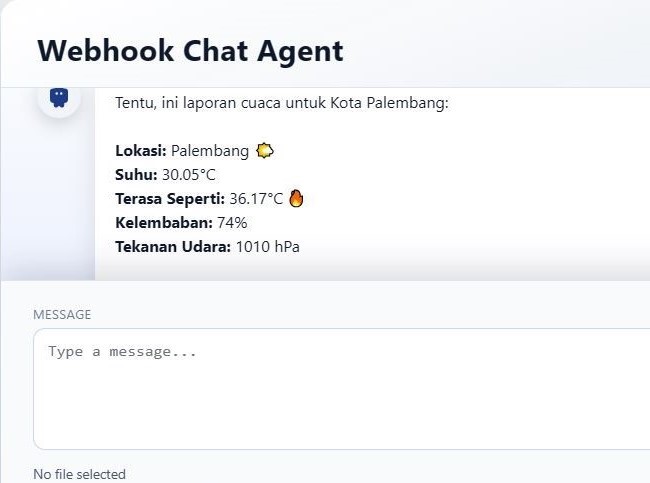 Webhook Chat Agent
Tentu, ini laporan cuaca untuk Kota Palembang:
Lokasi: Palembang ☀️
Suhu: 30.05°C
Terasa Seperti: 36.17°C 🔥
Kelembaban: 74%
Tekanan Udara: 1010 hPa
MESSAGE
Type a message...
No file selected